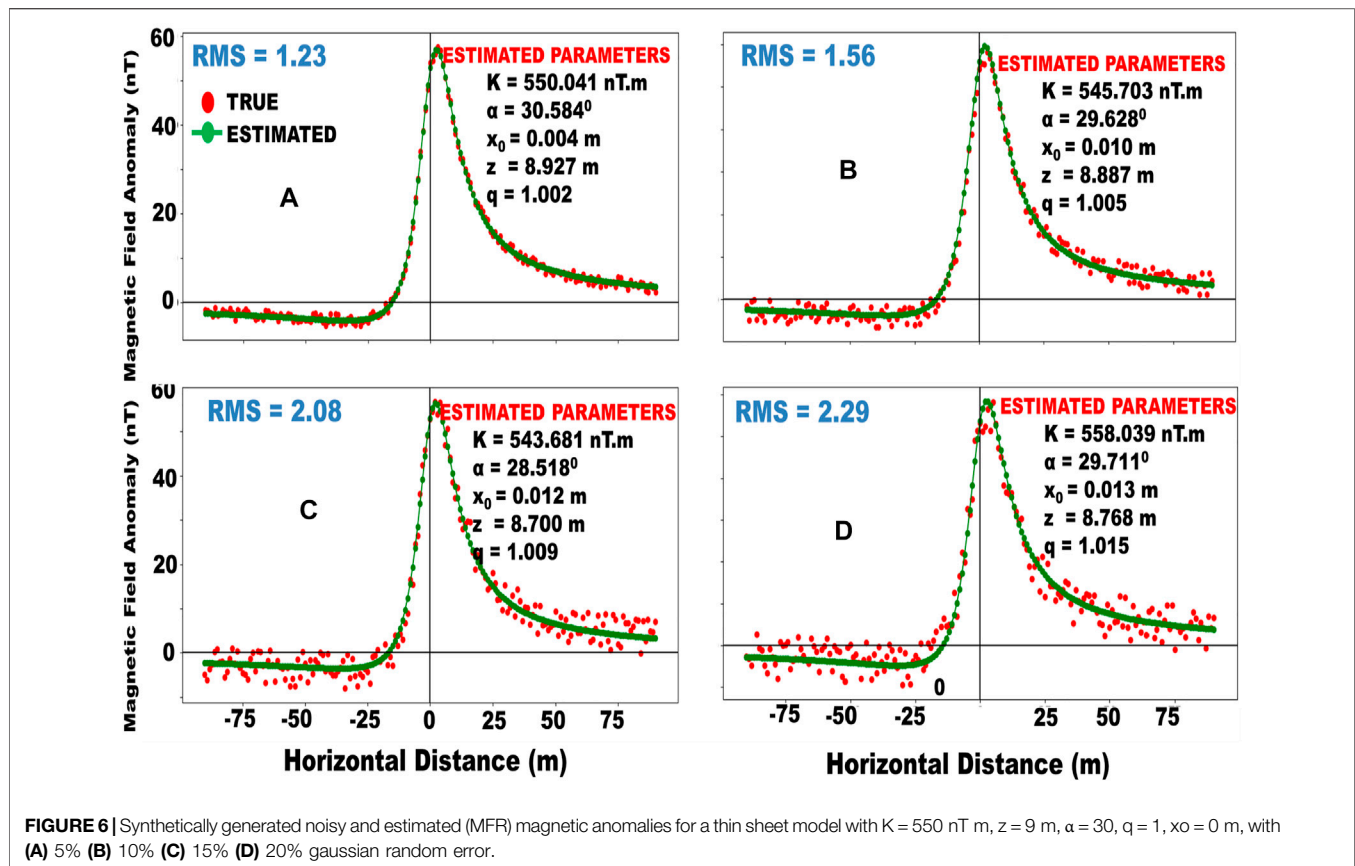 Magnetic Field Anomaly (nT)
60
40
20
0
RMS = 1.23
TRUE
ESTIMATED
A
ESTIMATED PARAMETERS
K = 550.041 nT.m
α = 30.584⁰
x₀ = 0.004 m
z = 8.927 m
q = 1.002
RMS = 1.56
B
ESTIMATED PARAMETERS
K = 545.703 nT.m
α = 29.628⁰
x₀ = 0.010 m
z = 8.887 m
q = 1.005
Magnetic Field Anomaly (nT)
60
40
20
0
RMS = 2.08
C
ESTIMATED PARAMETERS
K = 543.681 nT.m
α = 28.518⁰
x₀ = 0.012 m
z = 8.700 m
q = 1.009
-75 -50 -25 0 25 50 75
Horizontal Distance (m)
RMS = 2.29
D
ESTIMATED PARAMETERS
K = 558.039 nT.m
α = 29.711⁰
x₀ = 0.013 m
z = 8.768 m
q = 1.015
0
-75 -50 -25 25 50 75
Horizontal Distance (m)
FIGURE 6 | Synthetically generated noisy and estimated (MFR) magnetic anomalies for a thin sheet model with K = 550 nT m, z = 9 m, α = 30, q = 1, xo = 0 m, with
(A) 5% (B) 10% (C) 15% (D) 20% gaussian random error.